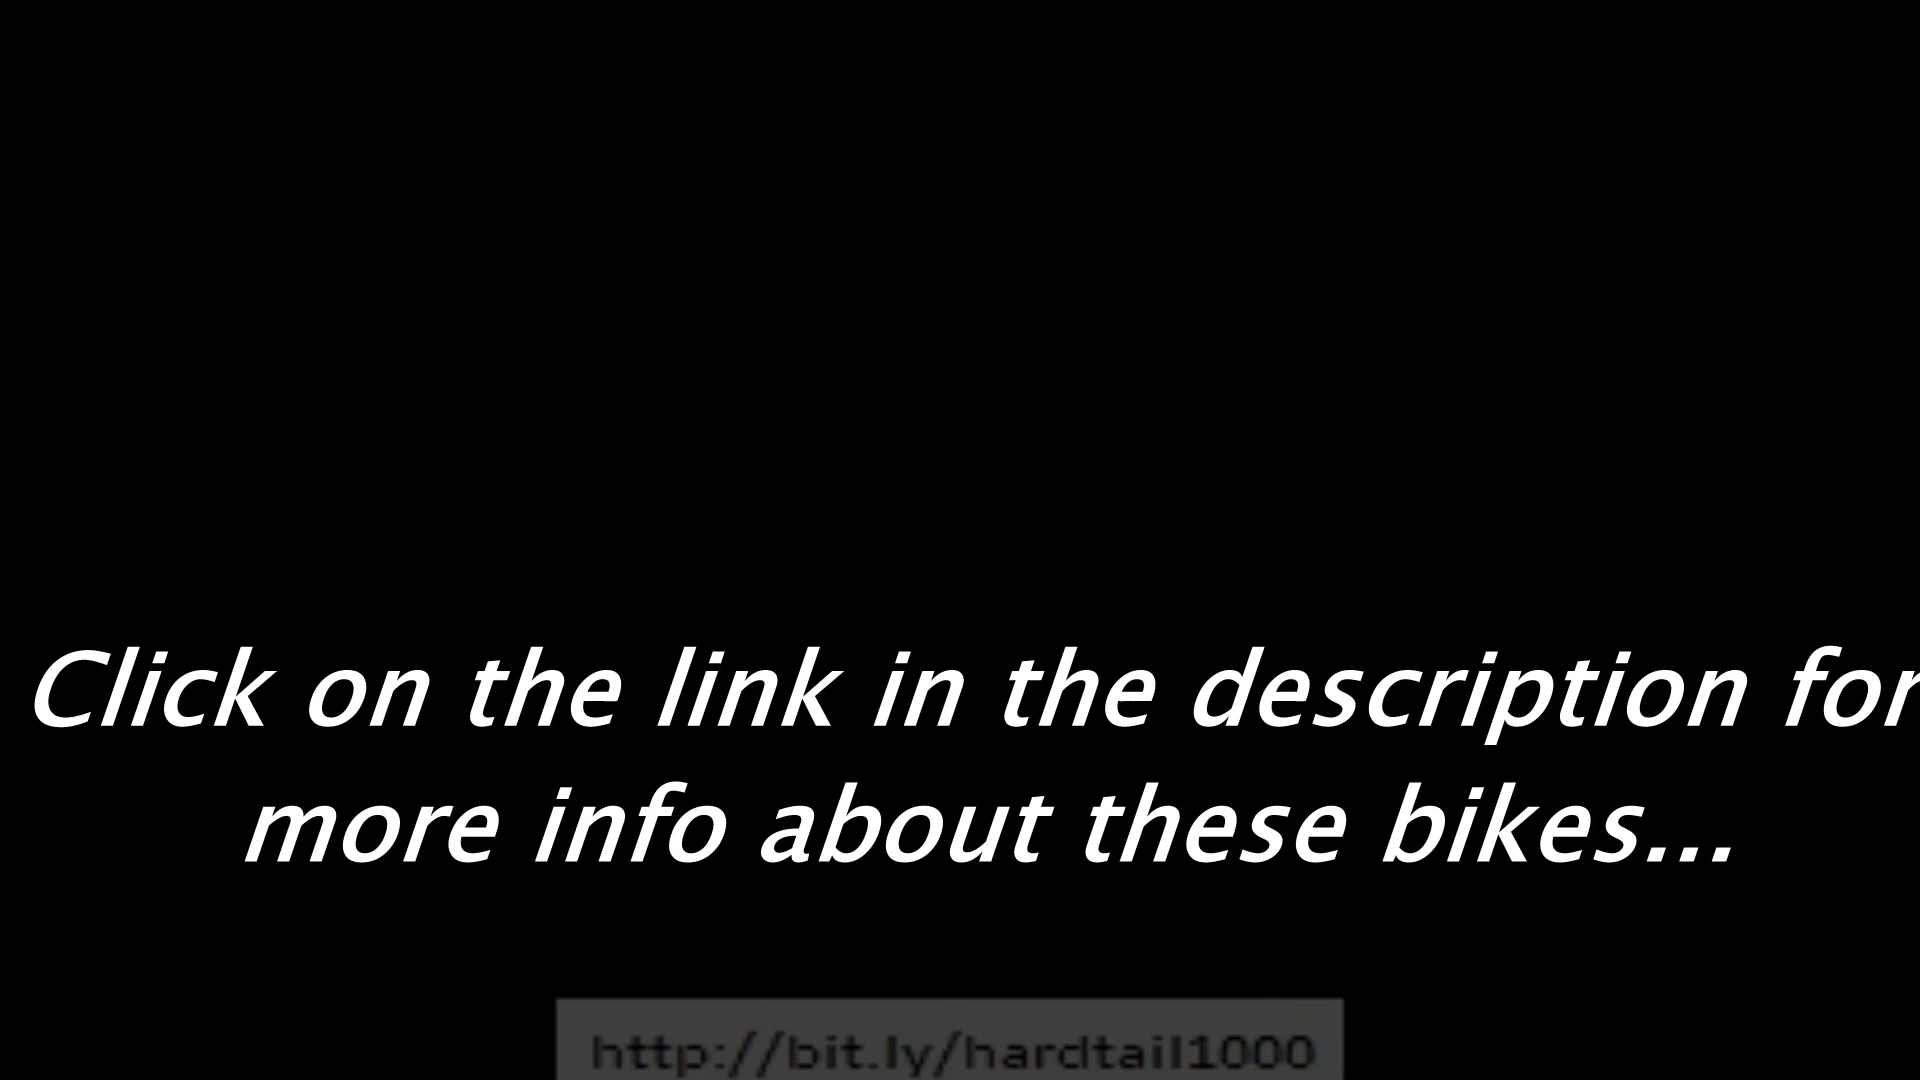 Click on the link in the description for
more info about these bikes...
http://bit.ly/hardtail1000